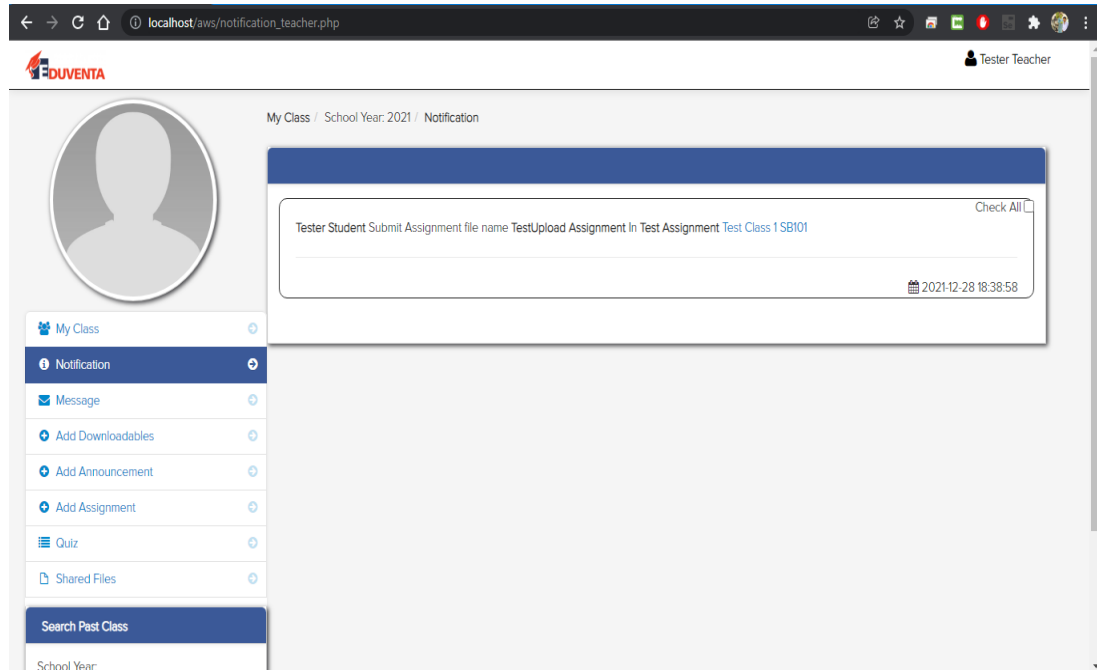 localhost/aws/notification_teacher.php
EDUVENTA
Tester Teacher
My Class / School Year: 2021 / Notification
Check All
Tester Student Submit Assignment file name TestUpload Assignment In Test Assignment Test Class 1 SB101
2021-12-28 18:38:58
My Class
Notification
Message
Add Downloadables
Add Announcement
Add Assignment
Quiz
Shared Files
Search Past Class
School Year: